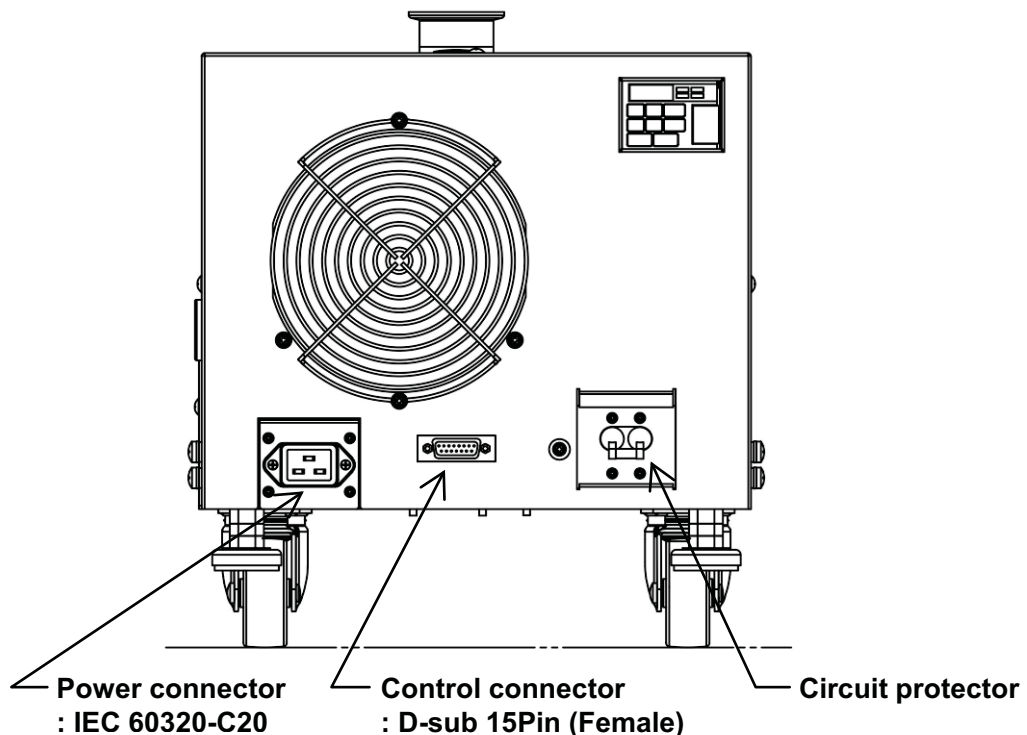 Power connector
: IEC 60320-C20
Control connector
: D-sub 15Pin (Female)
Circuit protector